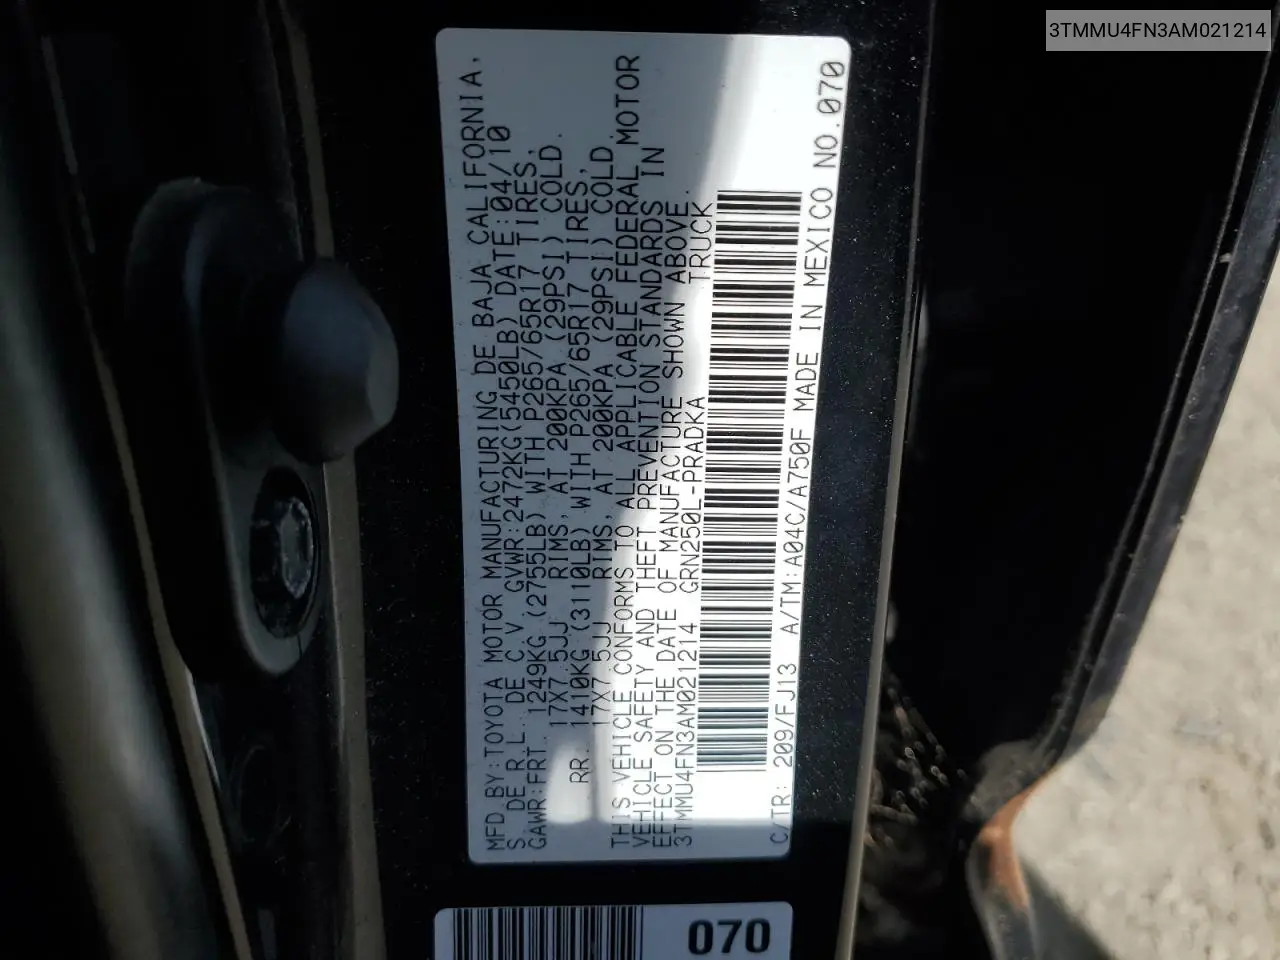 3TMMU4FN3AM021214
MFD.BY:TOYOTA MOTOR MANUFACTURING DE BAJA CALIFORNIA,
S. DE R.L. DE C.V. GVWR:2472KG(5450LB) DATE:04/10
GAWR:FRT. 1249KG (2755LB) WITH P265/65R17 TIRES,
17X7.5JJ RIMS, AT 200KPA (29PSI) COLD.
RR. 1410KG (3110LB) WITH P265/65R17 TIRES,
17X7.5JJ RIMS, AT 200KPA (29PSI) COLD.
THIS VEHICLE CONFORMS TO ALL APPLICABLE FEDERAL MOTOR
VEHICLE SAFETY AND THEFT PREVENTION STANDARDS IN
EFFECT ON THE DATE OF MANUFACTURE SHOWN ABOVE.
3TMMU4FN3AM021214 GRN250L-PRADKA TRUCK
C/TR: 209/FJ13 A/TM:A04C/A750F MADE IN MEXICO NO.070
070